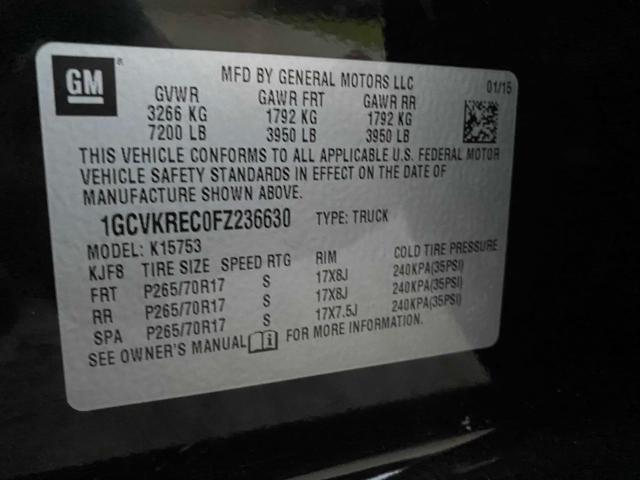 GM ®
MFD BY GENERAL MOTORS LLC 01/15
GVWR GAWR FRT GAWR RR
3266 KG 1792 KG 1792 KG
7200 LB 3950 LB 3950 LB
THIS VEHICLE CONFORMS TO ALL APPLICABLE U.S. FEDERAL MOTOR
VEHICLE SAFETY STANDARDS IN EFFECT ON THE DATE OF
MANUFACTURE SHOWN ABOVE.
1GCVKREC0FZ236630 TYPE: TRUCK
MODEL: K15753
KJF8 TIRE SIZE SPEED RTG RIM COLD TIRE PRESSURE
FRT P265/70R17 S 17X8J 240KPA(35PSI)
RR P265/70R17 S 17X8J 240KPA(35PSI)
SPA P265/70R17 S 17X7.5J 240KPA(35PSI)
SEE OWNER'S MANUAL FOR MORE INFORMATION.